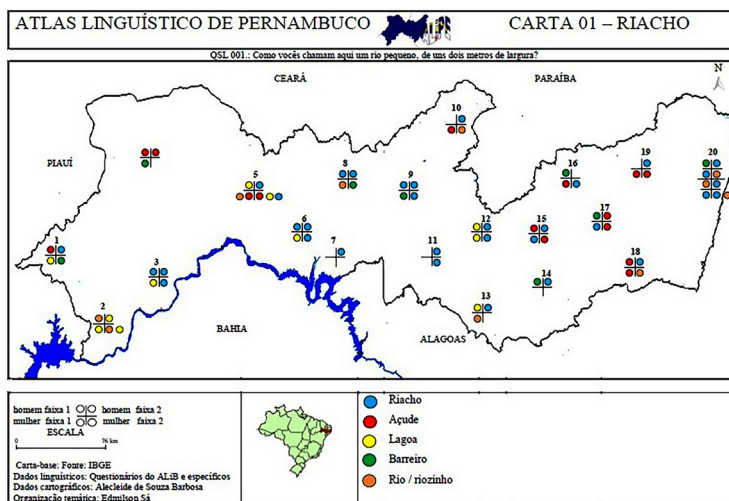 ATLAS LINGUÍSTICO DE PERNAMBUCO
CARTA 01 – RIACHO
QSL 001.: Como vocês chamam aqui um rio pequeno, de uns dois metros de largura?
N
CEARÁ
PARAÍBA
10
PIAUÍ
5
8
9
16
19
20
1
3
6
7
11
12
15
17
18
2
13
14
BAHIA
ALAGOAS
homem faixa 1 homem faixa 2
mulher faixa 1 mulher faixa 2
ESCALA
76 km
Carta-base: Fonte: IBGE
Dados linguísticos: Questionários do ALiB e específicos
Dados cartográficos: Alecleide de Souza Barbosa
Organização temática: Edmilson Sá
Riacho
Açude
Lagoa
Barreiro
Rio / riozinho